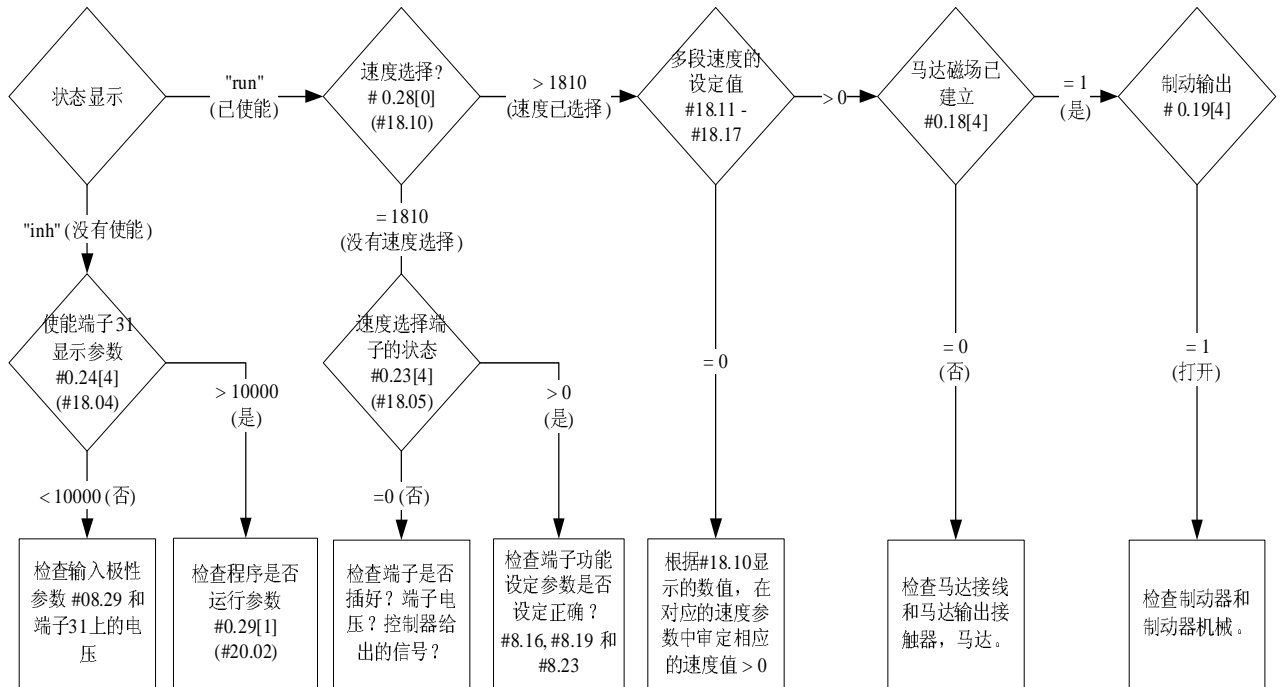 状态显示
"run"
(已使能)
速度选择？
# 0.28[0]
(#18.10)
> 1810
(速度已选择)
多段速度的
设定值
#18.11 -
#18.17
> 0
马达磁场已
建立
#0.18[4]
= 1
(是)
制动输出
# 0.19[4]
"inh" (没有使能)
= 1810
(没有速度选择)
使能端子31
显示参数
#0.24[4]
(#18.04)
> 10000
(是)
速度选择端
子的状态
#0.23[4]
(#18.05)
> 0
(是)
= 0
= 0
(否)
= 1
(打开)
< 10000 (否)
=0 (否)
检查输入极性
参数 #08.29 和
端子31上的电
压
检查程序是否
运行参数
#0.29[1]
(#20.02)
检查端子是否
插好？端子电
压？控制器给
出的信号？
检查端子功能
设定参数是否
设定正确？
#8.16, #8.19 和
#8.23
根据#18.10显
示的数值，在
对应的速度参
数中审定相应
的速度值 > 0
检查马达接线
和马达输出接
触器，马达。
检查制动器和
制动器机械。